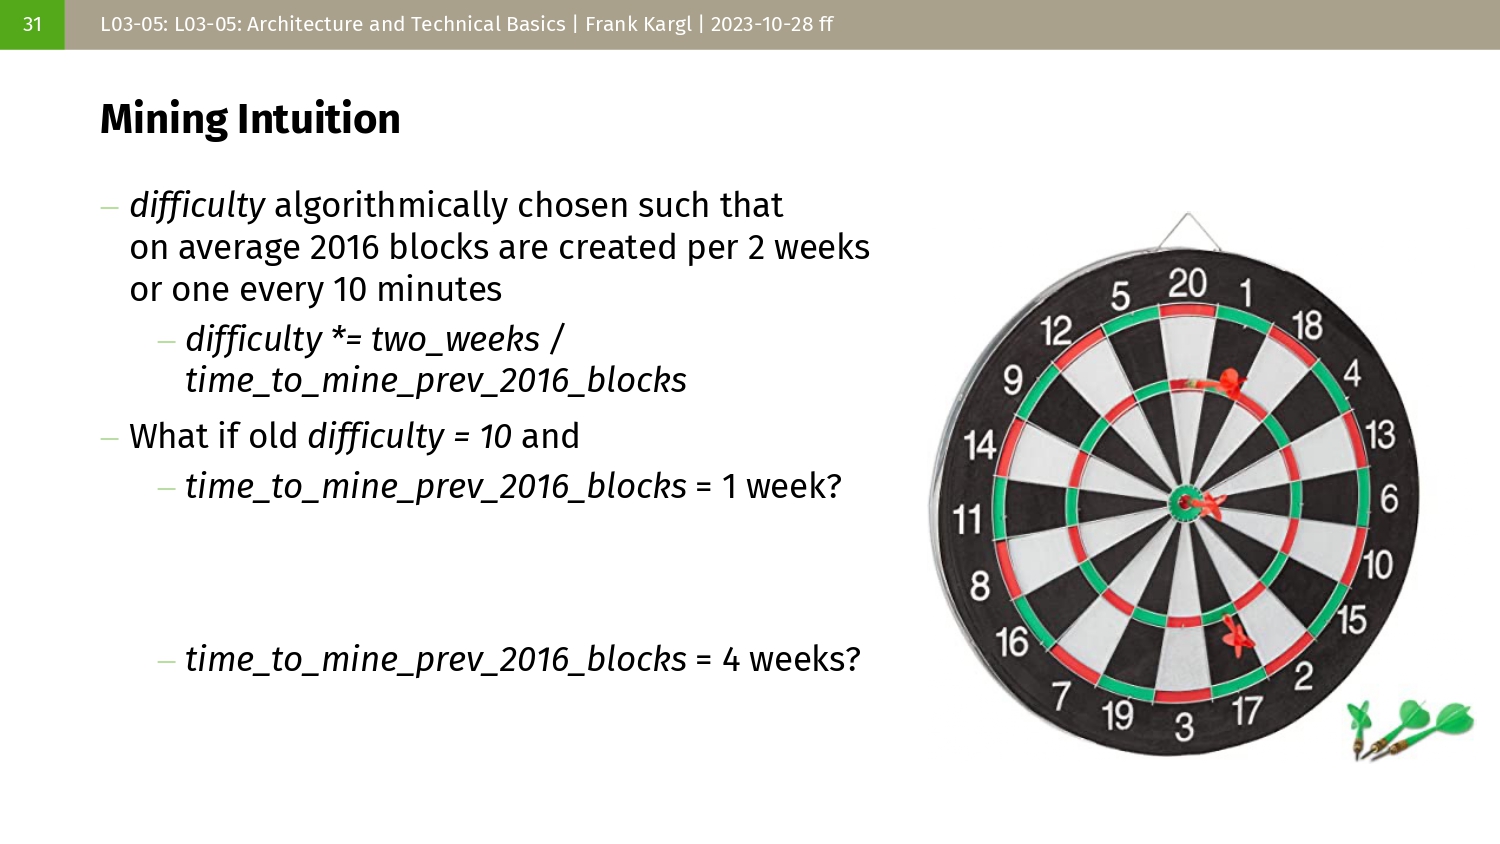 31
L03-05: L03-05: Architecture and Technical Basics | Frank Kargl | 2023-10-28 ff
Mining Intuition
– difficulty algorithmically chosen such that
on average 2016 blocks are created per 2 weeks
or one every 10 minutes
– difficulty *= two_weeks /
time_to_mine_prev_2016_blocks
– What if old difficulty = 10 and
– time_to_mine_prev_2016_blocks = 1 week?
– time_to_mine_prev_2016_blocks = 4 weeks?
20
1
18
4
13
6
10
15
2
17
3
19
7
16
8
11
14
9
12
5